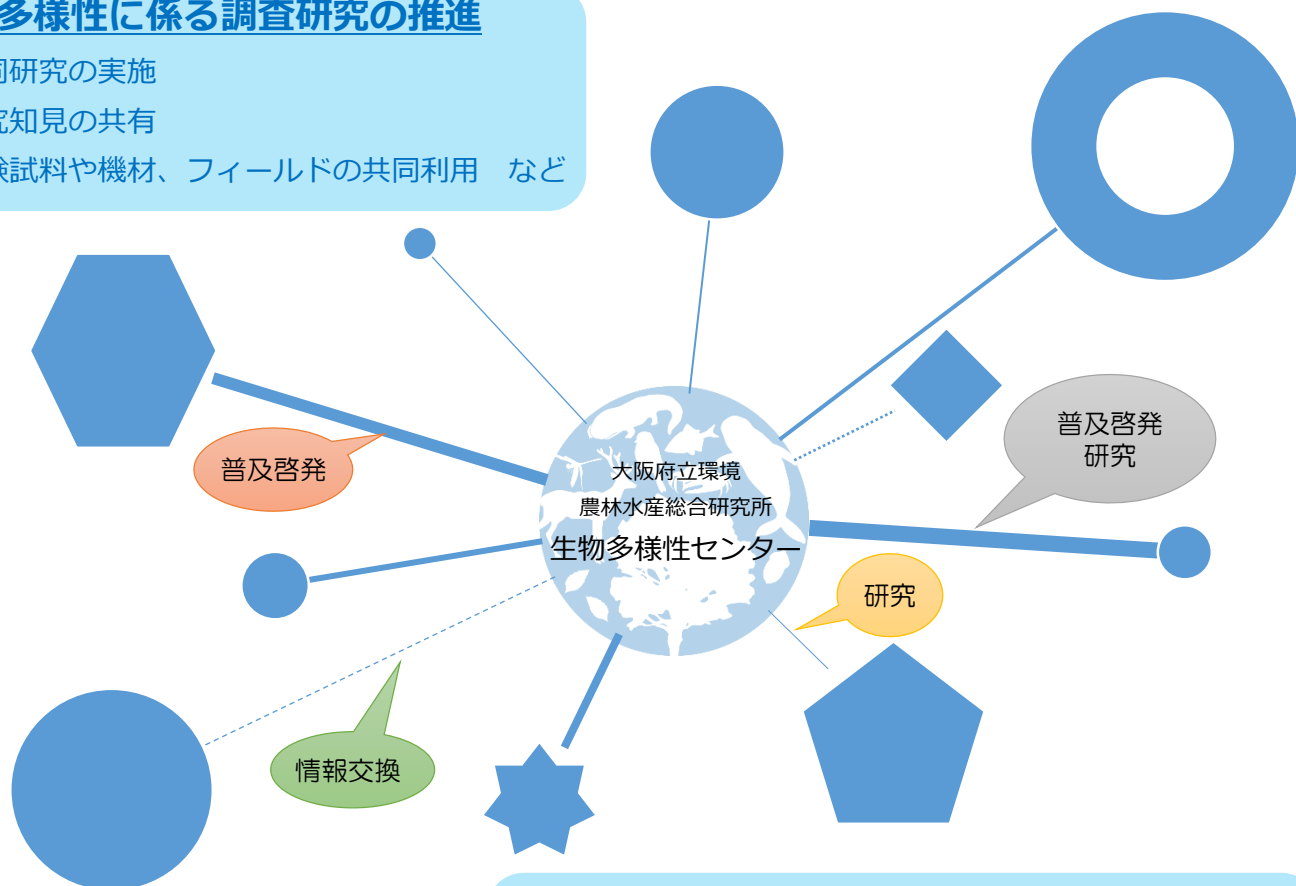 多様性に係る調査研究の推進
同研究の実施
究知見の共有
験試料や機材、フィールドの共同利用　など
普及啓発
研究
大阪府立環境
農林水産総合研究所
生物多様性センター
普及啓発
研究
情報交換